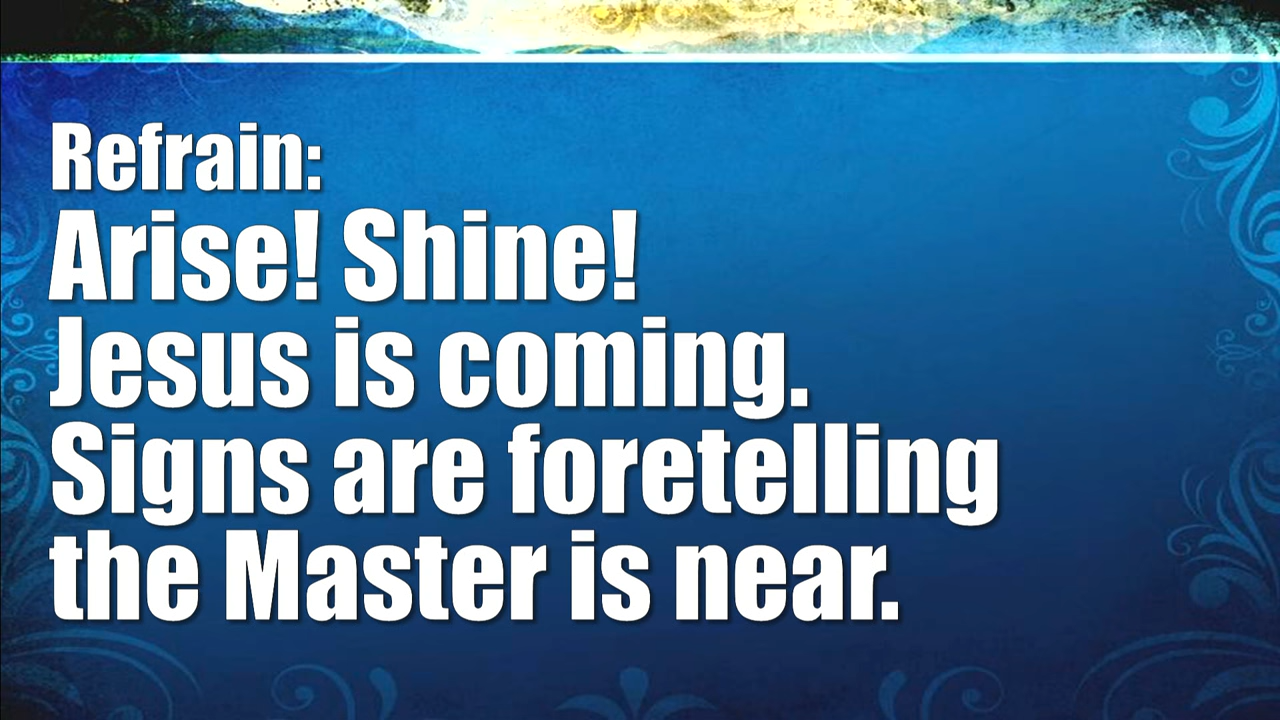 Refrain:
Arise! Shine!
Jesus is coming.
Signs are foretelling
the Master is near.